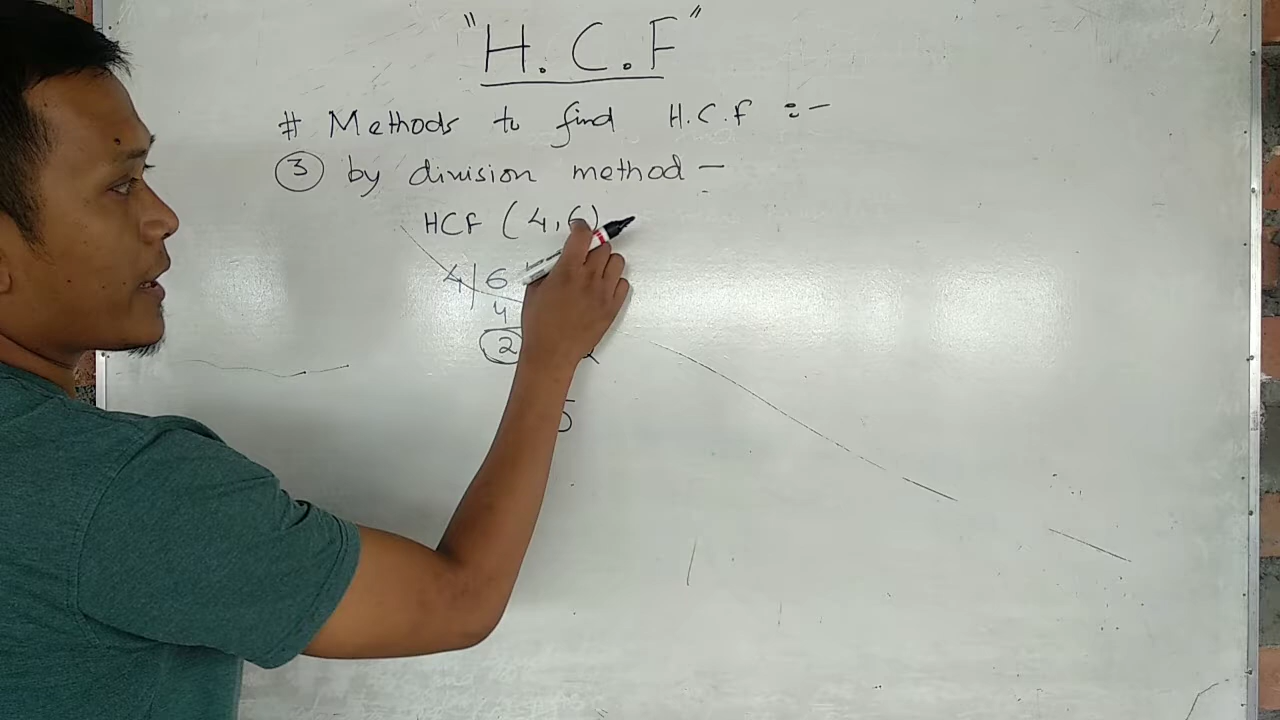 "H.C.F"
# Methods to find H.C.F :-
③ by division method -
HCF (4,6)
4|6
4
②